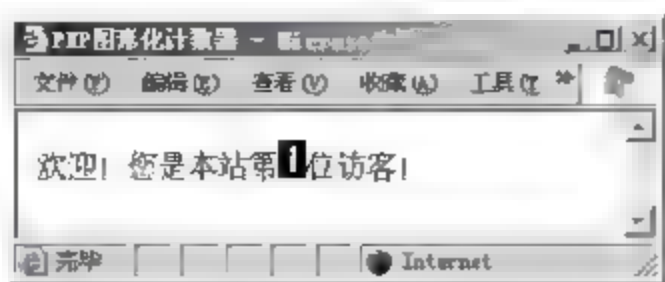 PHP图形化计数器 - Microsoft
文件(F) 编辑(E) 查看(V) 收藏(A) 工具(T »
欢迎! 您是本站第1位访客!
完毕 Internet